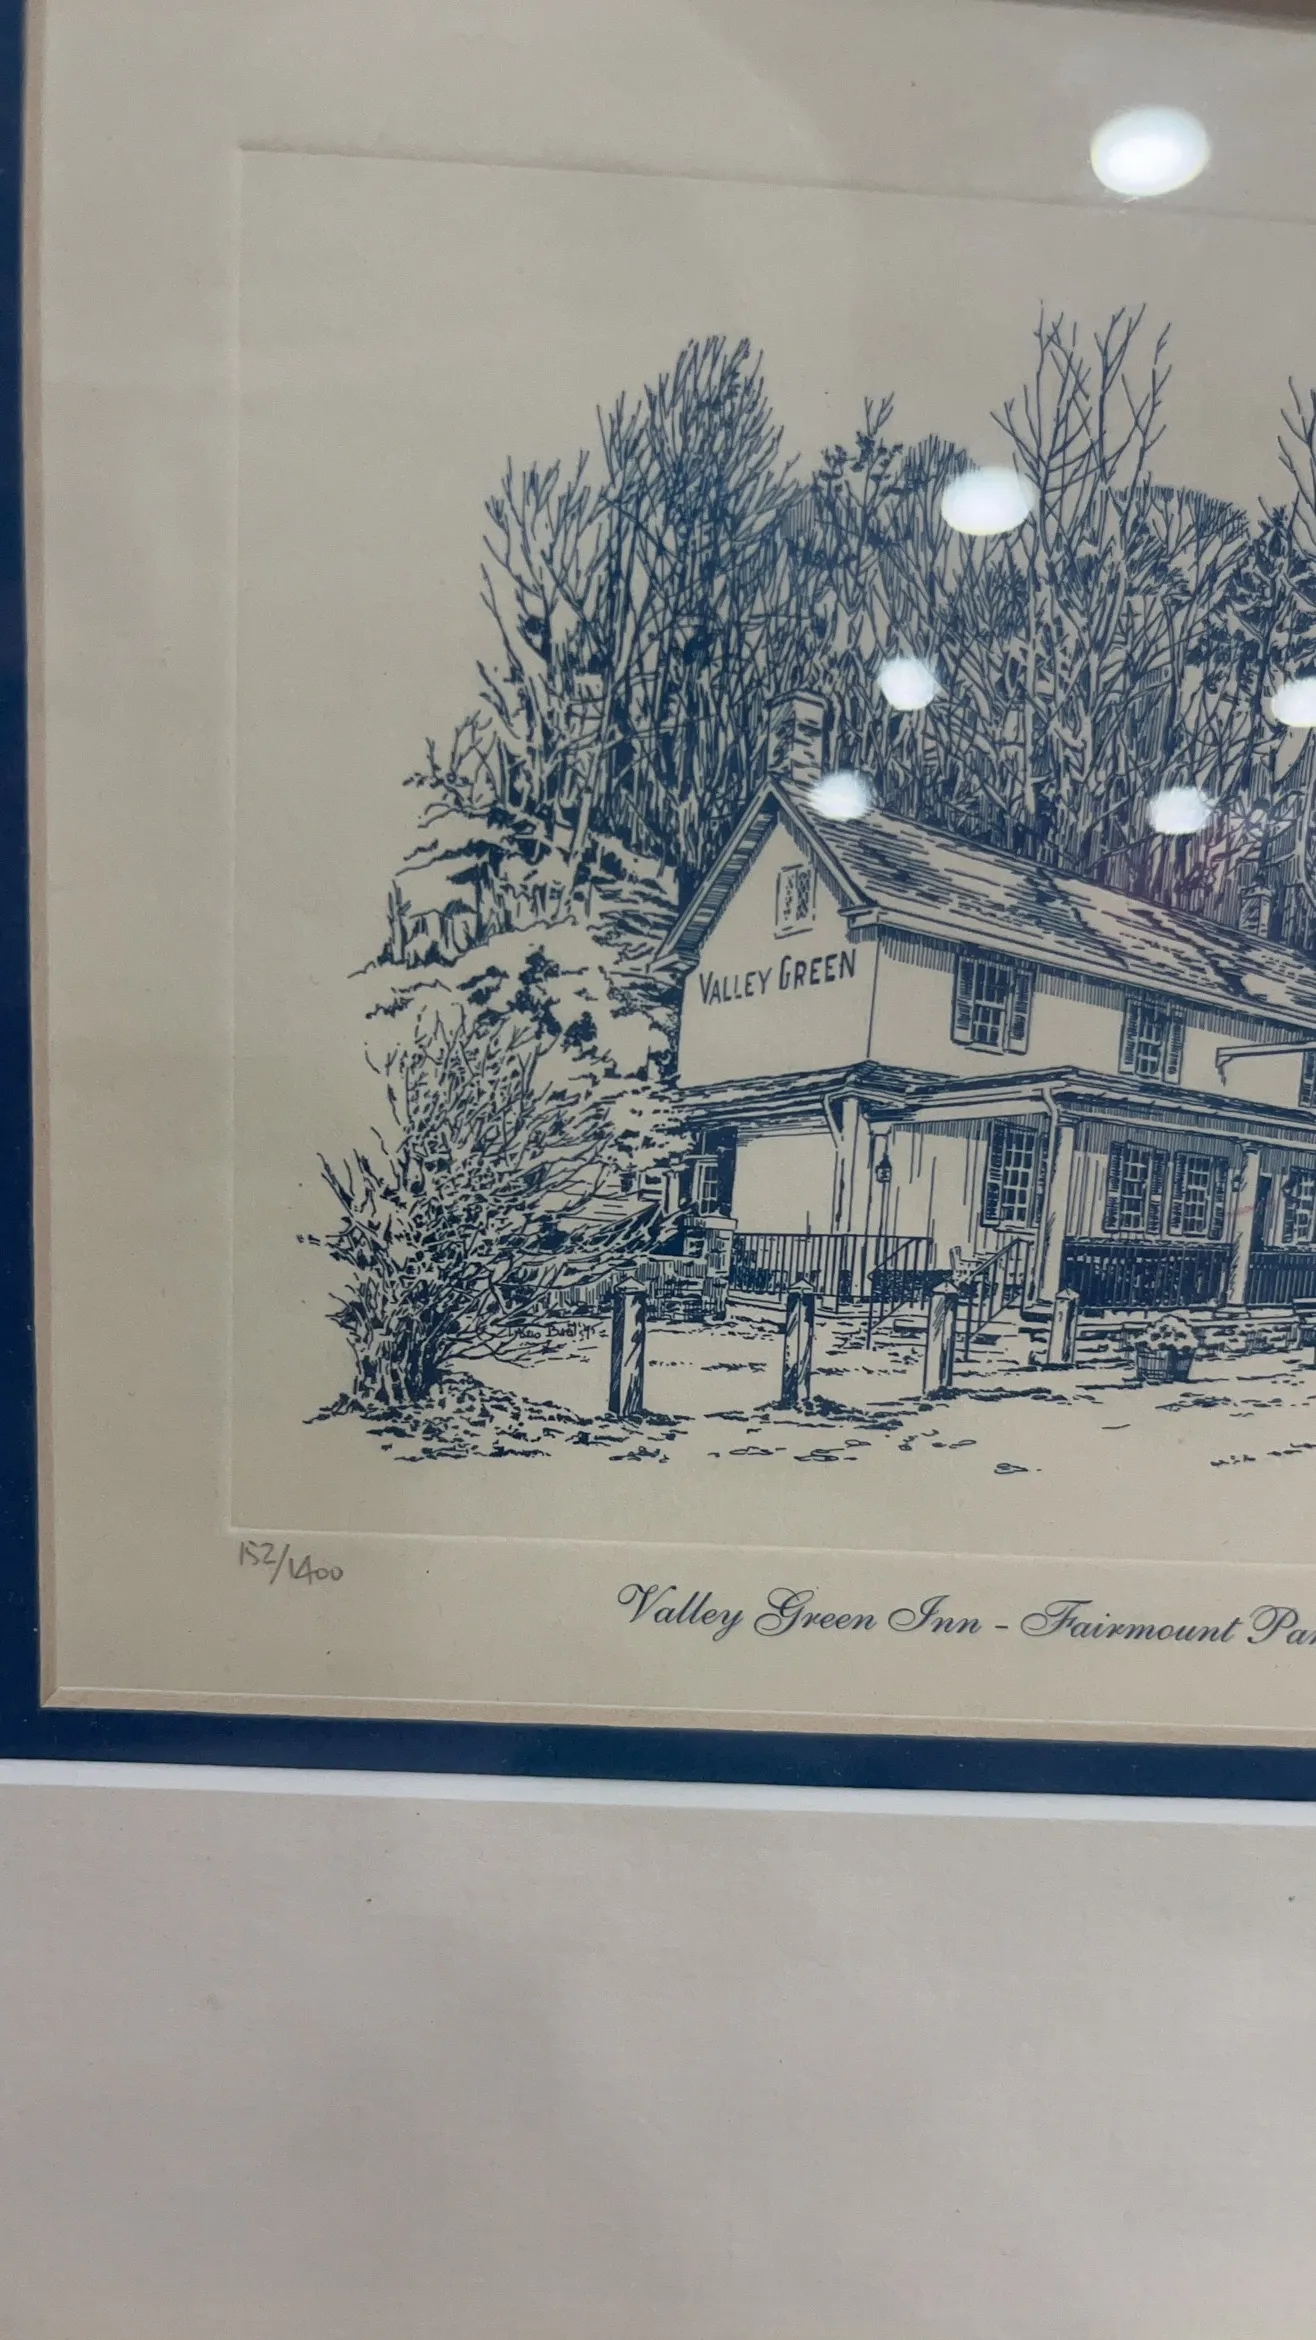 VALLEY GREEN
152/1400
Valley Green Inn - Fairmount